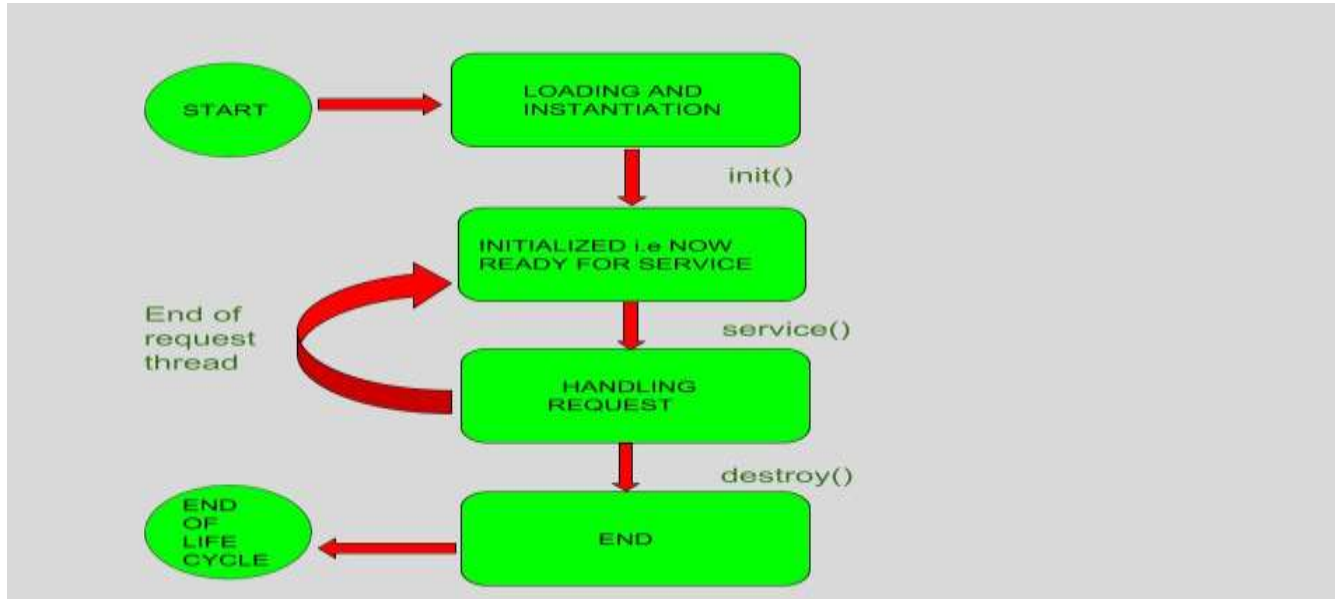 START
LOADING AND
INSTANTIATION
init()
INITIALIZED i.e NOW
READY FOR SERVICE
End of
request
thread
service()
HANDLING
REQUEST
destroy()
END
OF
LIFE
CYCLE
END